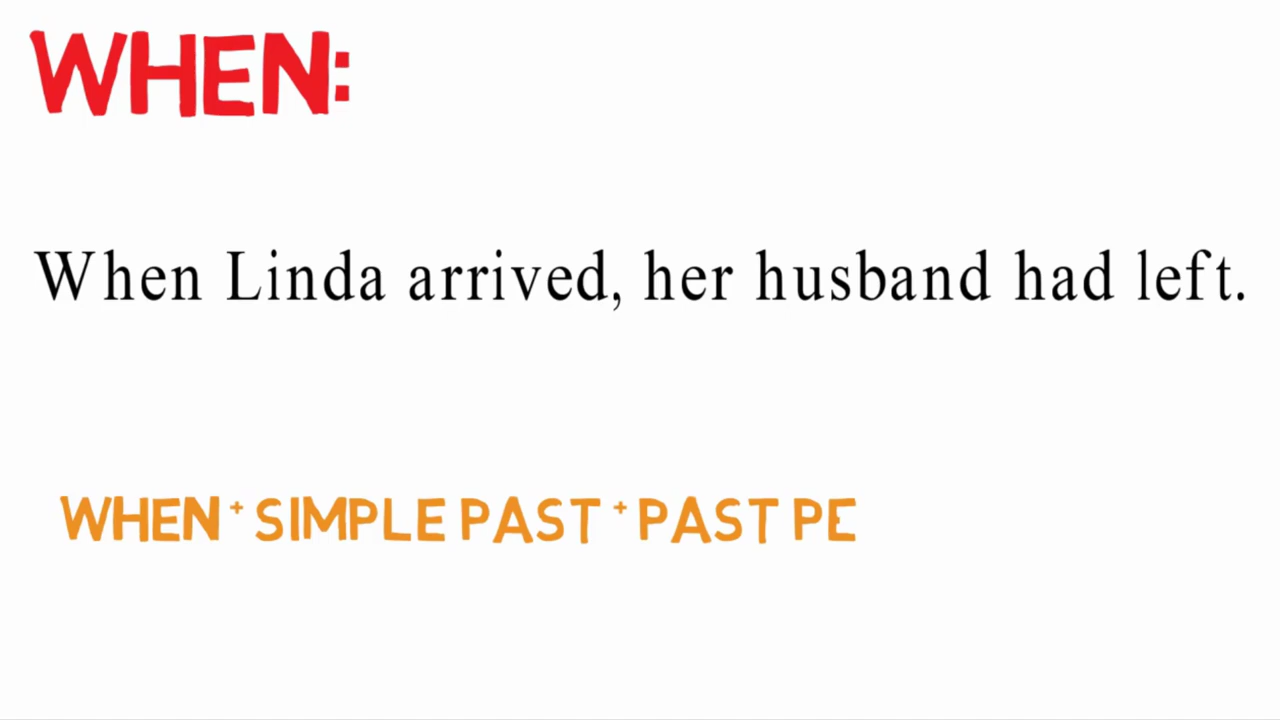 WHEN:
When Linda arrived, her husband had left.
WHEN + SIMPLE PAST + PAST PE